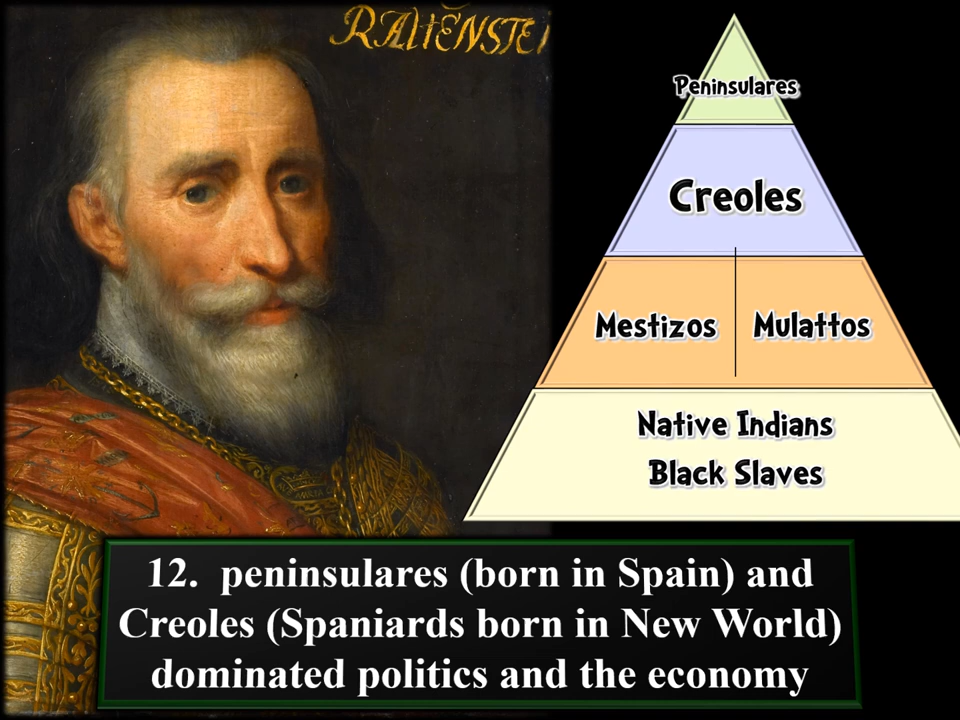 RAltENSTEI
Peninsulares
Creoles
Mestizos Mulattos
Native Indians
Black Slaves
12. peninsulares (born in Spain) and
Creoles (Spaniards born in New World)
dominated politics and the economy